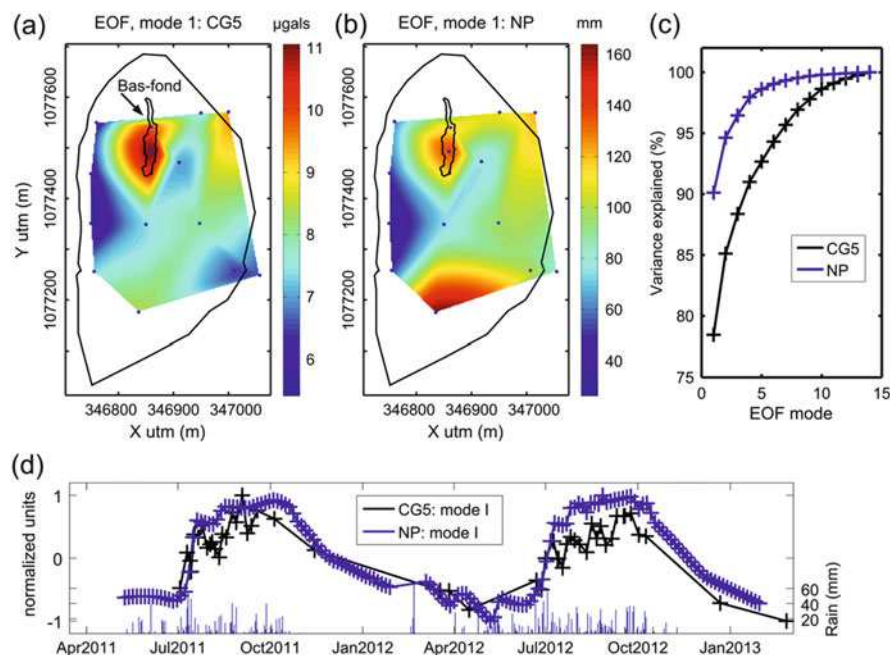 (a) EOF, mode 1: CG5 µgals
Bas-fond
1077600
1077400
1077200
Y utm (m)
346800 346900 347000
X utm (m)
11
10
9
8
7
6
(b) EOF, mode 1: NP mm
1077600
1077400
1077200
346800 346900 347000
X utm (m)
160
140
120
100
80
60
40
(c)
100
95
90
85
80
75
Variance explained (%)
CG5
NP
0 5 10 15
EOF mode
(d)
1
0
-1
normalized units
CG5: mode I
NP: mode I
60
40
20
Rain (mm)
Apr2011 Jul2011 Oct2011 Jan2012 Apr2012 Jul2012 Oct2012 Jan2013